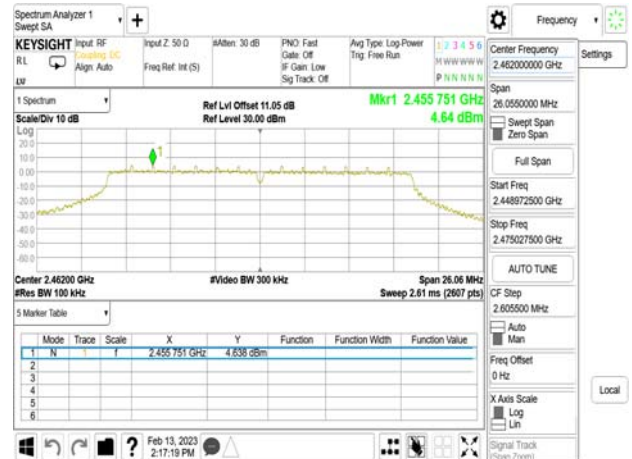 Spectrum Analyzer 1
Swept SA
Frequency
KEYSIGHT
Input: RF
Input Z: 50 Ω
#Atten: 30 dB
PNO: Fast
Avg Type: Log-Power
1 2 3 4 5 6
RL
Coupling: DC
Gate: Off
Trig: Free Run
M W W W W W
Align: Auto
Freq Ref: Int (S)
IF Gain: Low
Sig Track: Off
P N N N N N
LV
Center Frequency
2.462000000 GHz
Settings
1 Spectrum
Ref Lvl Offset 11.05 dB
Mkr1 2.455 751 GHz
Scale/Div 10 dB
Ref Level 30.00 dBm
4.64 dBm
Span
26.0550000 MHz
Swept Span
Zero Span
Log
20.0
10.0
1
0.00
-10.0
-20.0
-30.0
-40.0
-50.0
-60.0
Full Span
Start Freq
2.448972500 GHz
Stop Freq
2.475027500 GHz
AUTO TUNE
Center 2.46200 GHz
#Video BW 300 kHz
Span 26.06 MHz
#Res BW 100 kHz
Sweep 2.61 ms (2607 pts)
CF Step
2.605500 MHz
Auto
Man
5 Marker Table
Mode Trace Scale X Y Function Function Width Function Value
1 N 1 f 2.455 751 GHz 4.638 dBm
2
3
4
5
6
Freq Offset
0 Hz
X Axis Scale
Log
Lin
Local
Signal Track
(Span Zoom)
?
Feb 13, 2023
2:17:19 PM